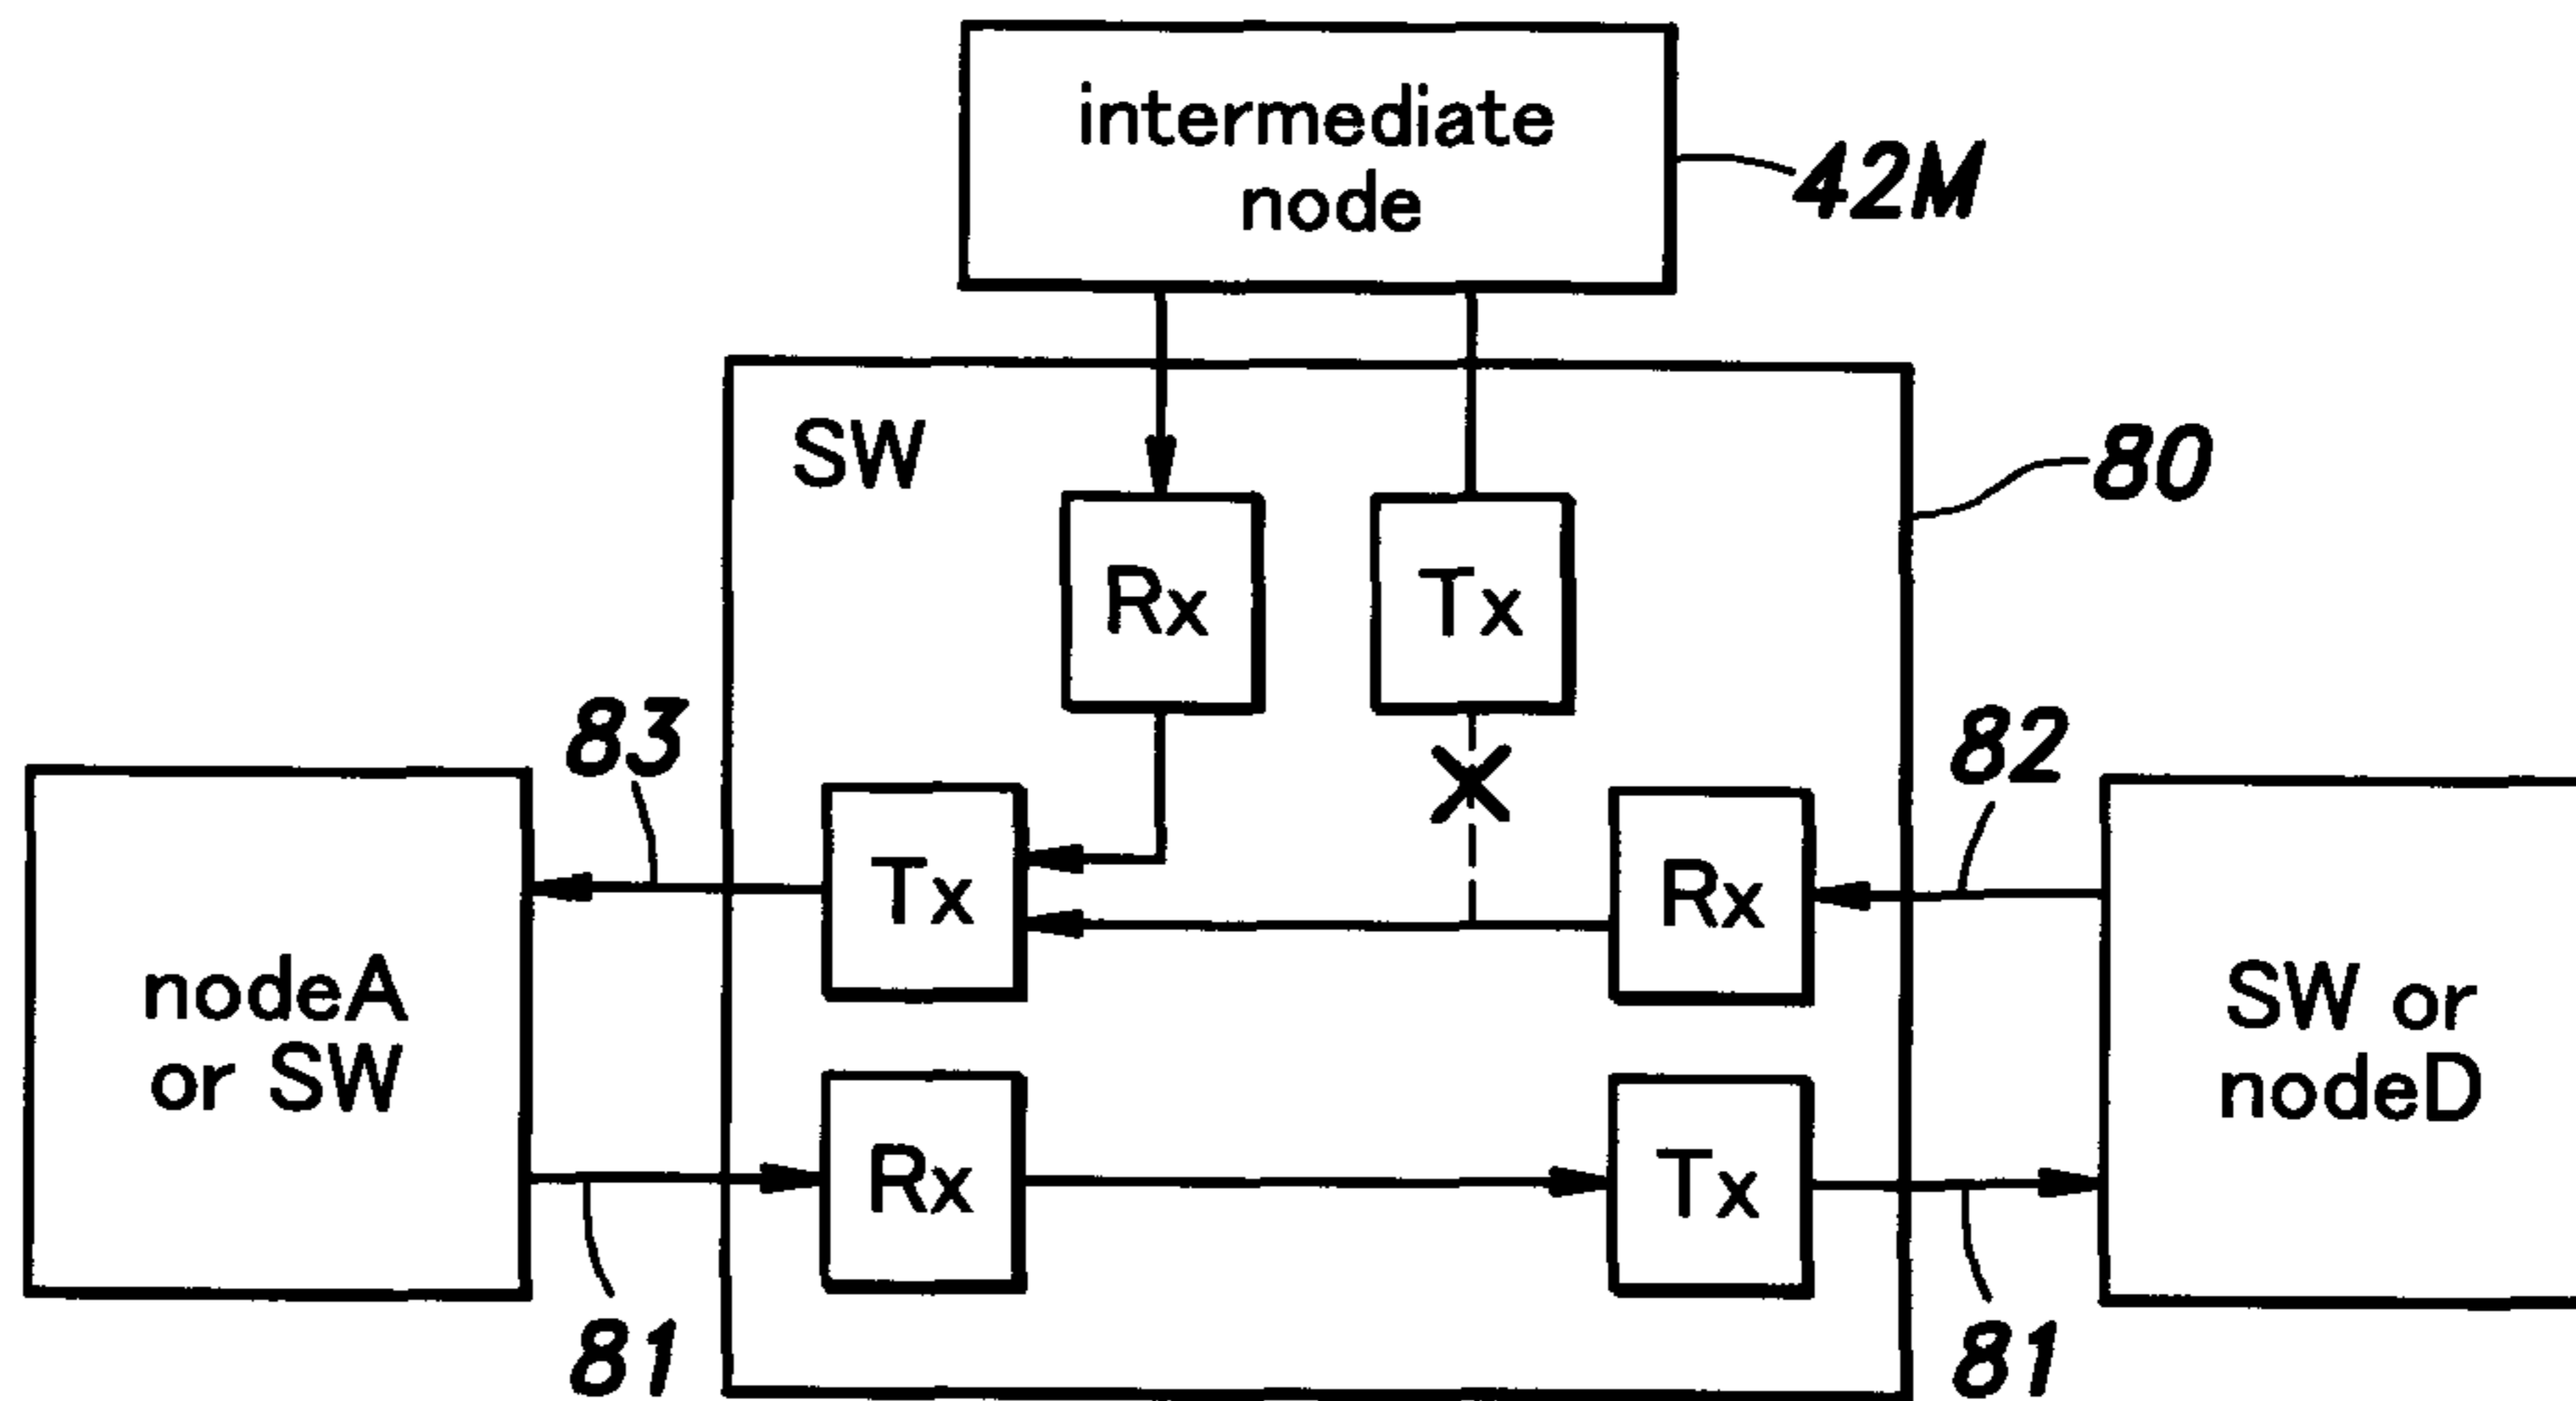 intermediate
node
42M
SW
80
Rx
Tx
83
82
Tx
Rx
nodeA
or SW
SW or
nodeD
Rx
Tx
81
81